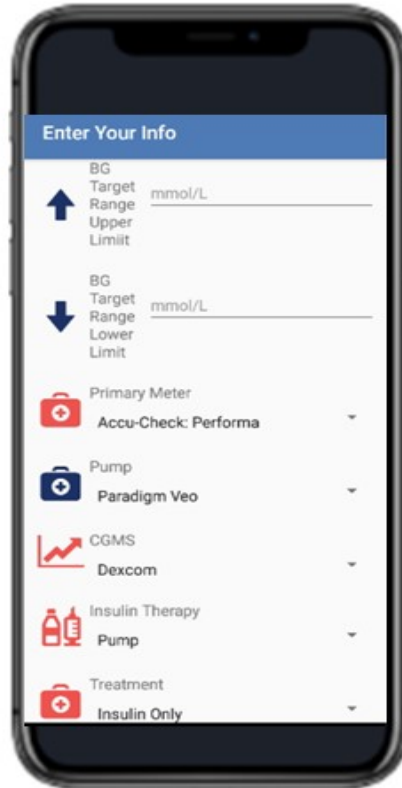 Enter Your Info
BG
Target
Range
Upper
Limiit
mmol/L
BG
Target
Range
Lower
Limit
mmol/L
Primary Meter
Accu-Check: Performa
Pump
Paradigm Veo
CGMS
Dexcom
Insulin Therapy
Pump
Treatment
Insulin Only